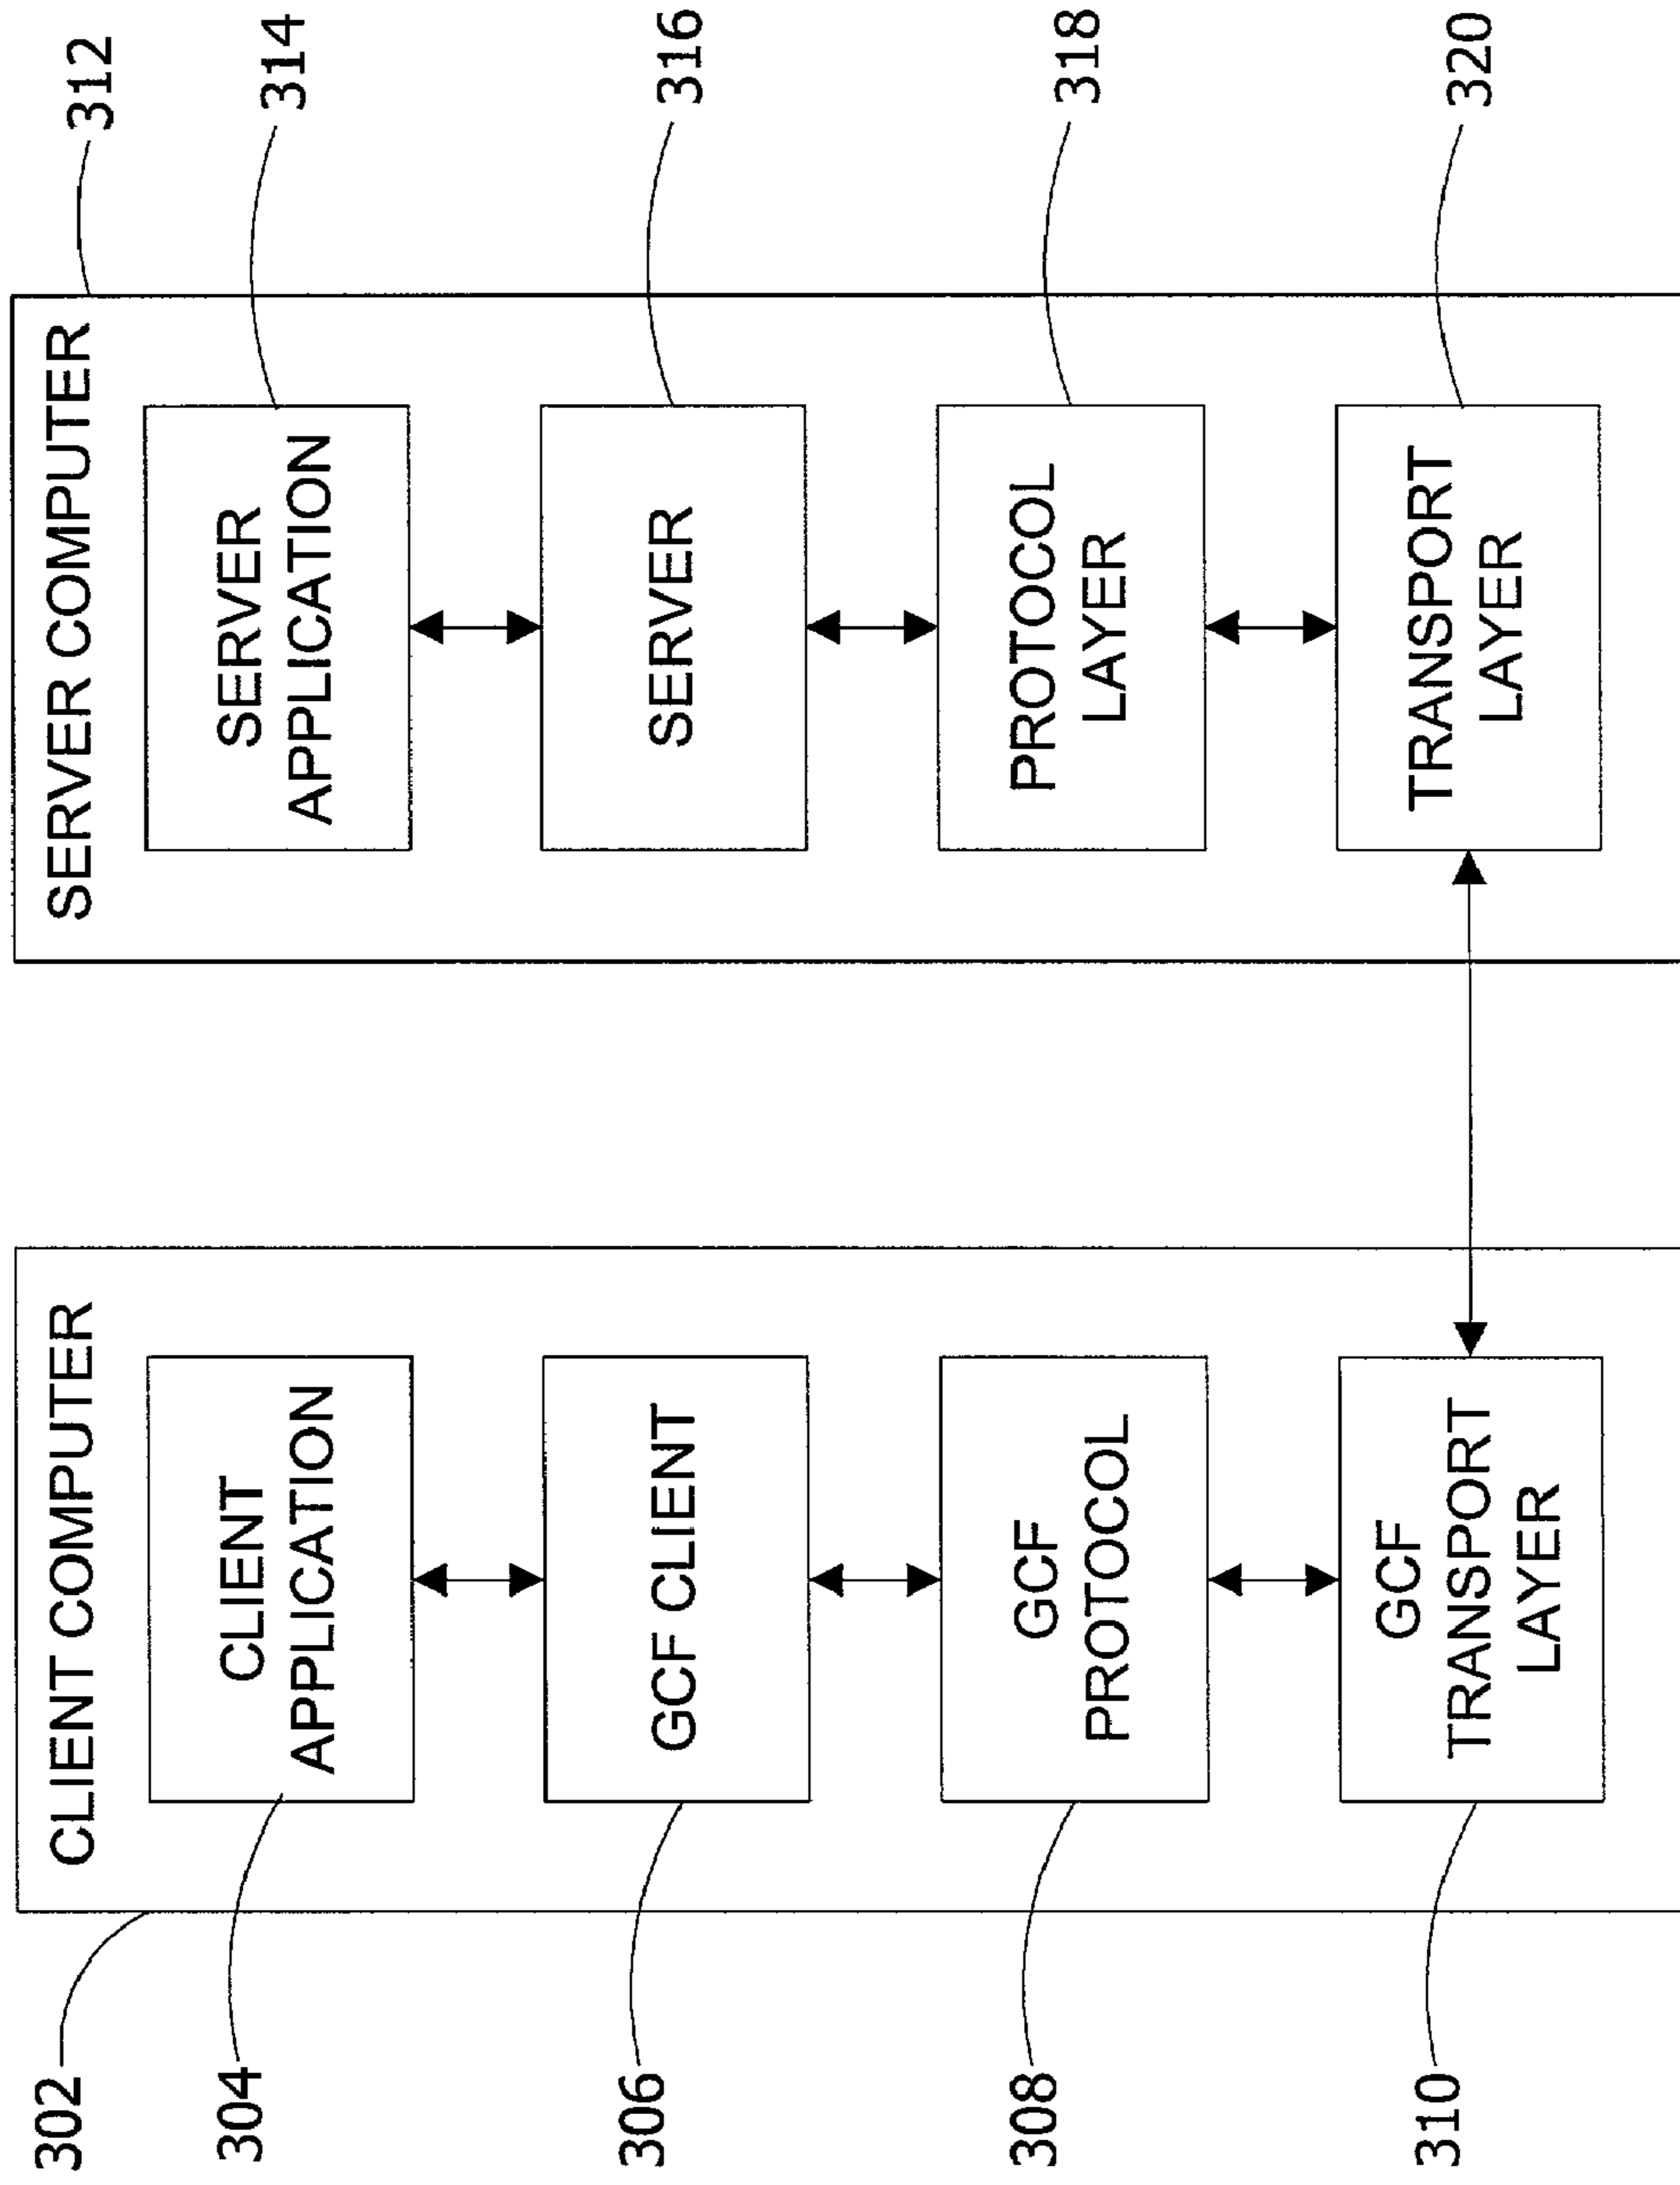 CLIENT COMPUTER
302
CLIENT
APPLICATION
304
GCF CLIENT
306
GCF
PROTOCOL
308
GCF
TRANSPORT
LAYER
310
SERVER COMPUTER
312
SERVER
APPLICATION
314
SERVER
316
PROTOCOL
LAYER
318
TRANSPORT
LAYER
320